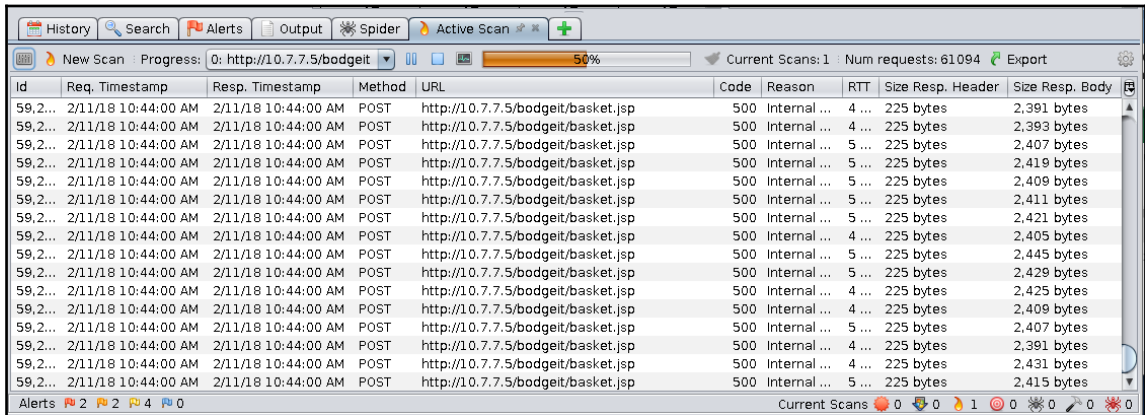 History Search Alerts Output Spider Active Scan
New Scan Progress: 0: http://10.7.7.5/bodgeit 50% Current Scans: 1 Num requests: 61094 Export
Id Req. Timestamp Resp. Timestamp Method URL Code Reason RTT Size Resp. Header Size Resp. Body
59,2... 2/11/18 10:44:00 AM 2/11/18 10:44:00 AM POST http://10.7.7.5/bodgeit/basket.jsp 500 Internal ... 4 ... 225 bytes 2,391 bytes
59,2... 2/11/18 10:44:00 AM 2/11/18 10:44:00 AM POST http://10.7.7.5/bodgeit/basket.jsp 500 Internal ... 4 ... 225 bytes 2,393 bytes
59,2... 2/11/18 10:44:00 AM 2/11/18 10:44:00 AM POST http://10.7.7.5/bodgeit/basket.jsp 500 Internal ... 5 ... 225 bytes 2,407 bytes
59,2... 2/11/18 10:44:00 AM 2/11/18 10:44:00 AM POST http://10.7.7.5/bodgeit/basket.jsp 500 Internal ... 5 ... 225 bytes 2,419 bytes
59,2... 2/11/18 10:44:00 AM 2/11/18 10:44:00 AM POST http://10.7.7.5/bodgeit/basket.jsp 500 Internal ... 5 ... 225 bytes 2,409 bytes
59,2... 2/11/18 10:44:00 AM 2/11/18 10:44:00 AM POST http://10.7.7.5/bodgeit/basket.jsp 500 Internal ... 5 ... 225 bytes 2,411 bytes
59,2... 2/11/18 10:44:00 AM 2/11/18 10:44:00 AM POST http://10.7.7.5/bodgeit/basket.jsp 500 Internal ... 5 ... 225 bytes 2,421 bytes
59,2... 2/11/18 10:44:00 AM 2/11/18 10:44:00 AM POST http://10.7.7.5/bodgeit/basket.jsp 500 Internal ... 4 ... 225 bytes 2,405 bytes
59,2... 2/11/18 10:44:00 AM 2/11/18 10:44:00 AM POST http://10.7.7.5/bodgeit/basket.jsp 500 Internal ... 5 ... 225 bytes 2,445 bytes
59,2... 2/11/18 10:44:00 AM 2/11/18 10:44:00 AM POST http://10.7.7.5/bodgeit/basket.jsp 500 Internal ... 5 ... 225 bytes 2,429 bytes
59,2... 2/11/18 10:44:00 AM 2/11/18 10:44:00 AM POST http://10.7.7.5/bodgeit/basket.jsp 500 Internal ... 4 ... 225 bytes 2,425 bytes
59,2... 2/11/18 10:44:00 AM 2/11/18 10:44:00 AM POST http://10.7.7.5/bodgeit/basket.jsp 500 Internal ... 4 ... 225 bytes 2,409 bytes
59,2... 2/11/18 10:44:00 AM 2/11/18 10:44:00 AM POST http://10.7.7.5/bodgeit/basket.jsp 500 Internal ... 5 ... 225 bytes 2,407 bytes
59,2... 2/11/18 10:44:00 AM 2/11/18 10:44:00 AM POST http://10.7.7.5/bodgeit/basket.jsp 500 Internal ... 4 ... 225 bytes 2,391 bytes
59,2... 2/11/18 10:44:00 AM 2/11/18 10:44:00 AM POST http://10.7.7.5/bodgeit/basket.jsp 500 Internal ... 4 ... 225 bytes 2,431 bytes
59,2... 2/11/18 10:44:00 AM 2/11/18 10:44:00 AM POST http://10.7.7.5/bodgeit/basket.jsp 500 Internal ... 5 ... 225 bytes 2,415 bytes
Alerts 2 2 4 0 Current Scans 0 0 1 0 0 0 0